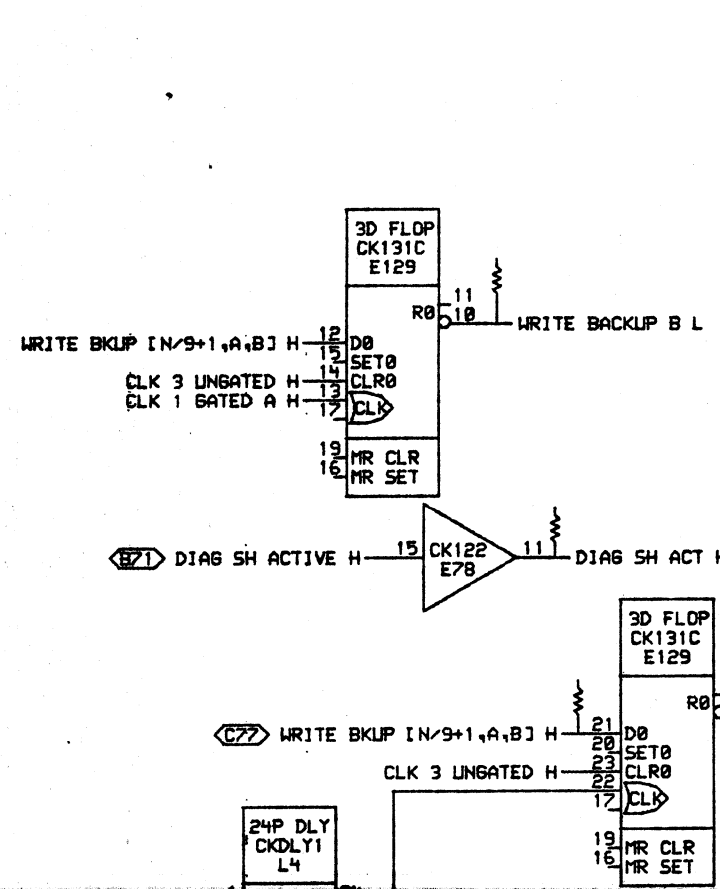 3D FLOP
CK131C
E129
11
R0 10 WRITE BACKUP B L
WRITE BKUP [N/9+1,A,B] H 12 D0
15 SET0
CLK 3 UNGATED H 14 CLR0
CLK 1 GATED A H 13 CLK
17
19 MR CLR
16 MR SET
B71 DIAG SH ACTIVE H 15 CK122 11 DIAG SH ACT H
E78
3D FLOP
CK131C
E129
R0
C77 WRITE BKUP [N/9+1,A,B] H 21 D0
20 SET0
CLK 3 UNGATED H 23 CLR0
22
17 CLK
24P DLY
CKDLY1
L4
19 MR CLR
16 MR SET